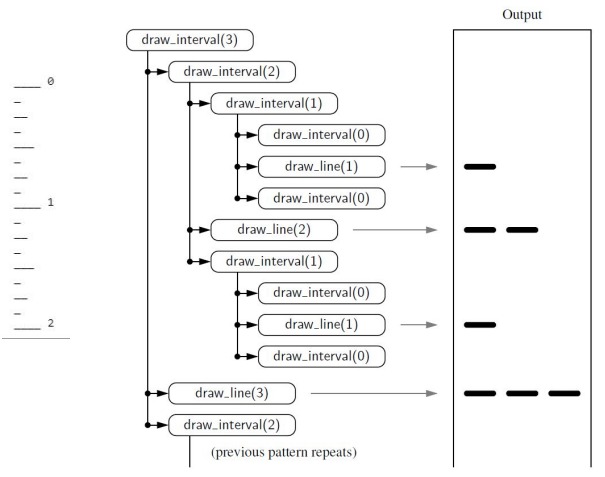 Output
draw_interval(3)
draw_interval(2)
0
draw_interval(1)
draw_interval(0)
draw_line(1)
draw_interval(0)
1
draw_line(2)
draw_interval(1)
draw_interval(0)
draw_line(1)
2
draw_interval(0)
draw_line(3)
draw_interval(2)
(previous pattern repeats)